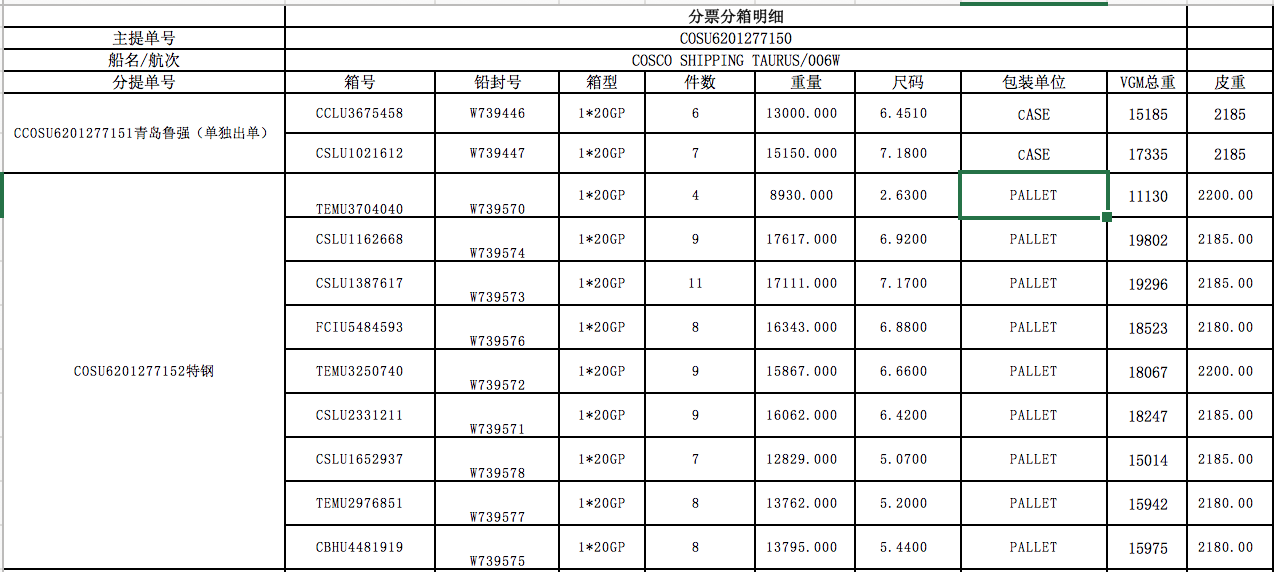 分票分箱明细
主提单号 COSU6201277150
船名/航次 COSCO SHIPPING TAURUS/006W
分提单号 箱号 铅封号 箱型 件数 重量 尺码 包装单位 VGM总重 皮重
CCOSU6201277151青岛鲁强（单独出单） CCLU3675458 W739446 1*20GP 6 13000.000 6.4510 CASE 15185 2185
CSLU1021612 W739447 1*20GP 7 15150.000 7.1800 CASE 17335 2185
COSU6201277152特钢 TEMU3704040 W739570 1*20GP 4 8930.000 2.6300 PALLET 11130 2200.00
CSLU1162668 W739574 1*20GP 9 17617.000 6.9200 PALLET 19802 2185.00
CSLU1387617 W739573 1*20GP 11 17111.000 7.1700 PALLET 19296 2185.00
FCIU5484593 W739576 1*20GP 8 16343.000 6.8800 PALLET 18523 2180.00
TEMU3250740 W739572 1*20GP 9 15867.000 6.6600 PALLET 18067 2200.00
CSLU2331211 W739571 1*20GP 9 16062.000 6.4200 PALLET 18247 2185.00
CSLU1652937 W739578 1*20GP 7 12829.000 5.0700 PALLET 15014 2185.00
TEMU2976851 W739577 1*20GP 8 13762.000 5.2000 PALLET 15942 2180.00
CBHU4481919 W739575 1*20GP 8 13795.000 5.4400 PALLET 15975 2180.00